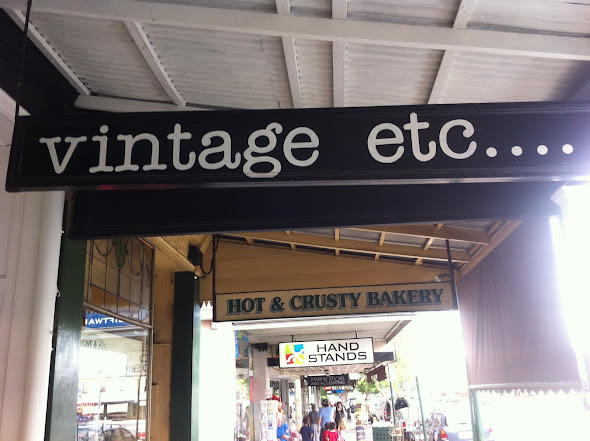 vintage etc....
HOT & CRUSTY BAKERY
HAND
STANDS